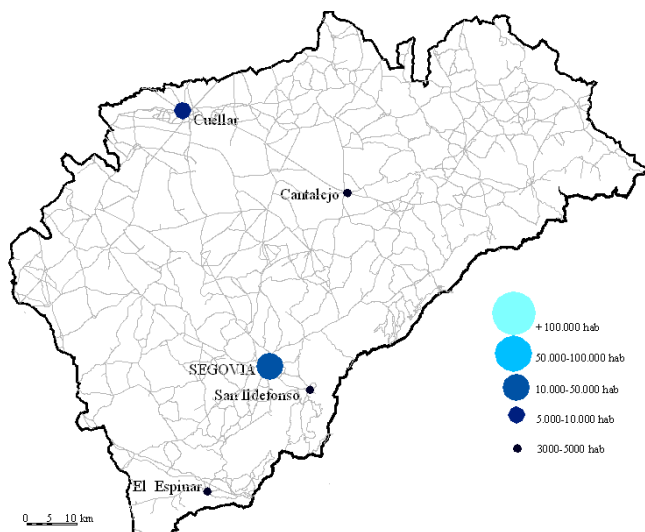 Cuellar
Cantalejo
SEGOVIA
San Ildefonso
El Espinar
+ 100.000 hab
50.000-100.000 hab
10.000-50.000 hab
5.000-10.000 hab
3000-5000 hab
0 5 10 km